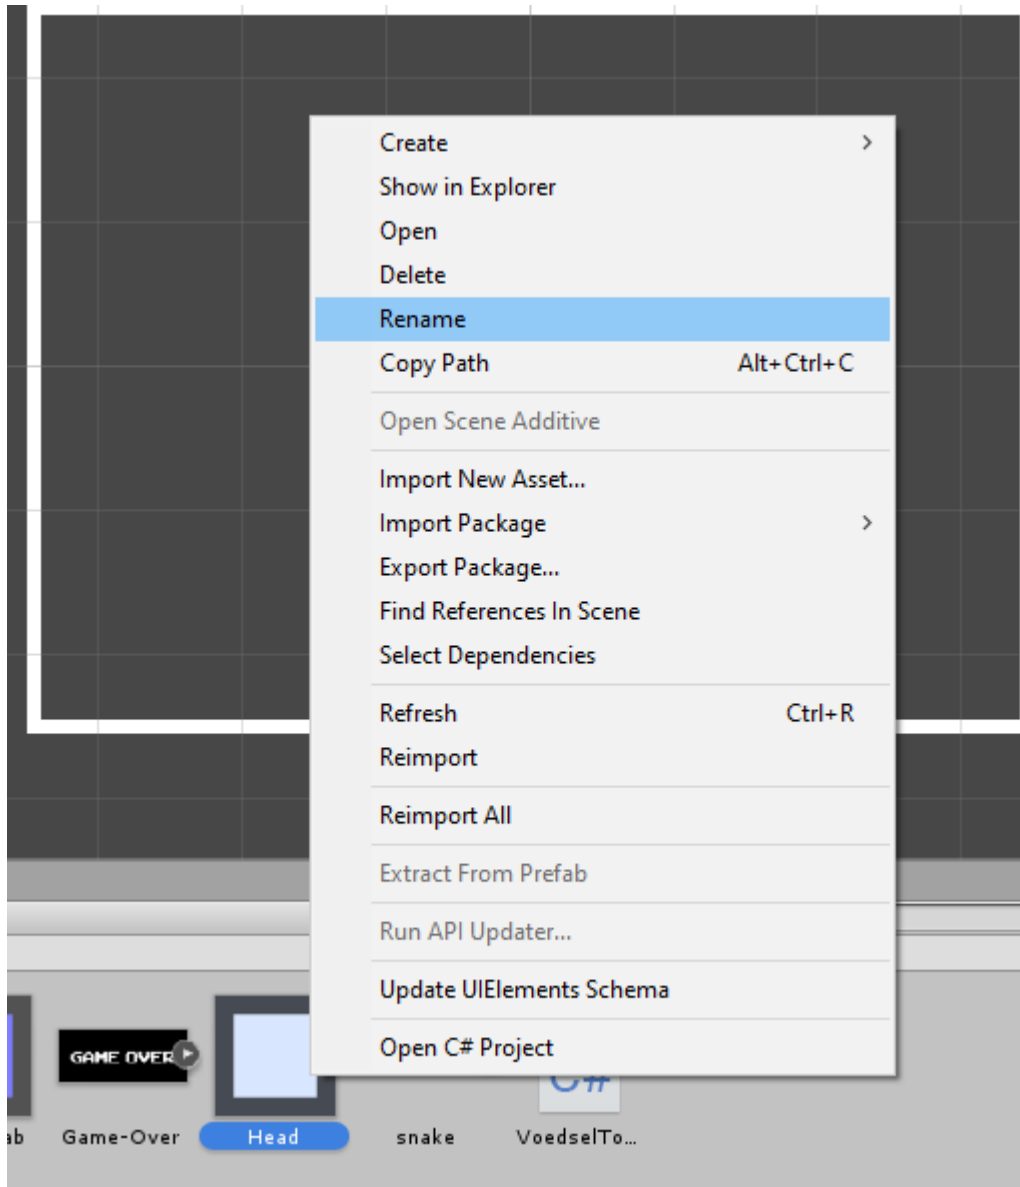 Create
Show in Explorer
Open
Delete
Rename
Copy Path Alt+Ctrl+C
Open Scene Additive
Import New Asset...
Import Package
Export Package...
Find References In Scene
Select Dependencies
Refresh Ctrl+R
Reimport
Reimport All
Extract From Prefab
Run API Updater...
Update UIElements Schema
Open C# Project
GAME OVER
C#
ab Game-Over Head snake VoedselTo...